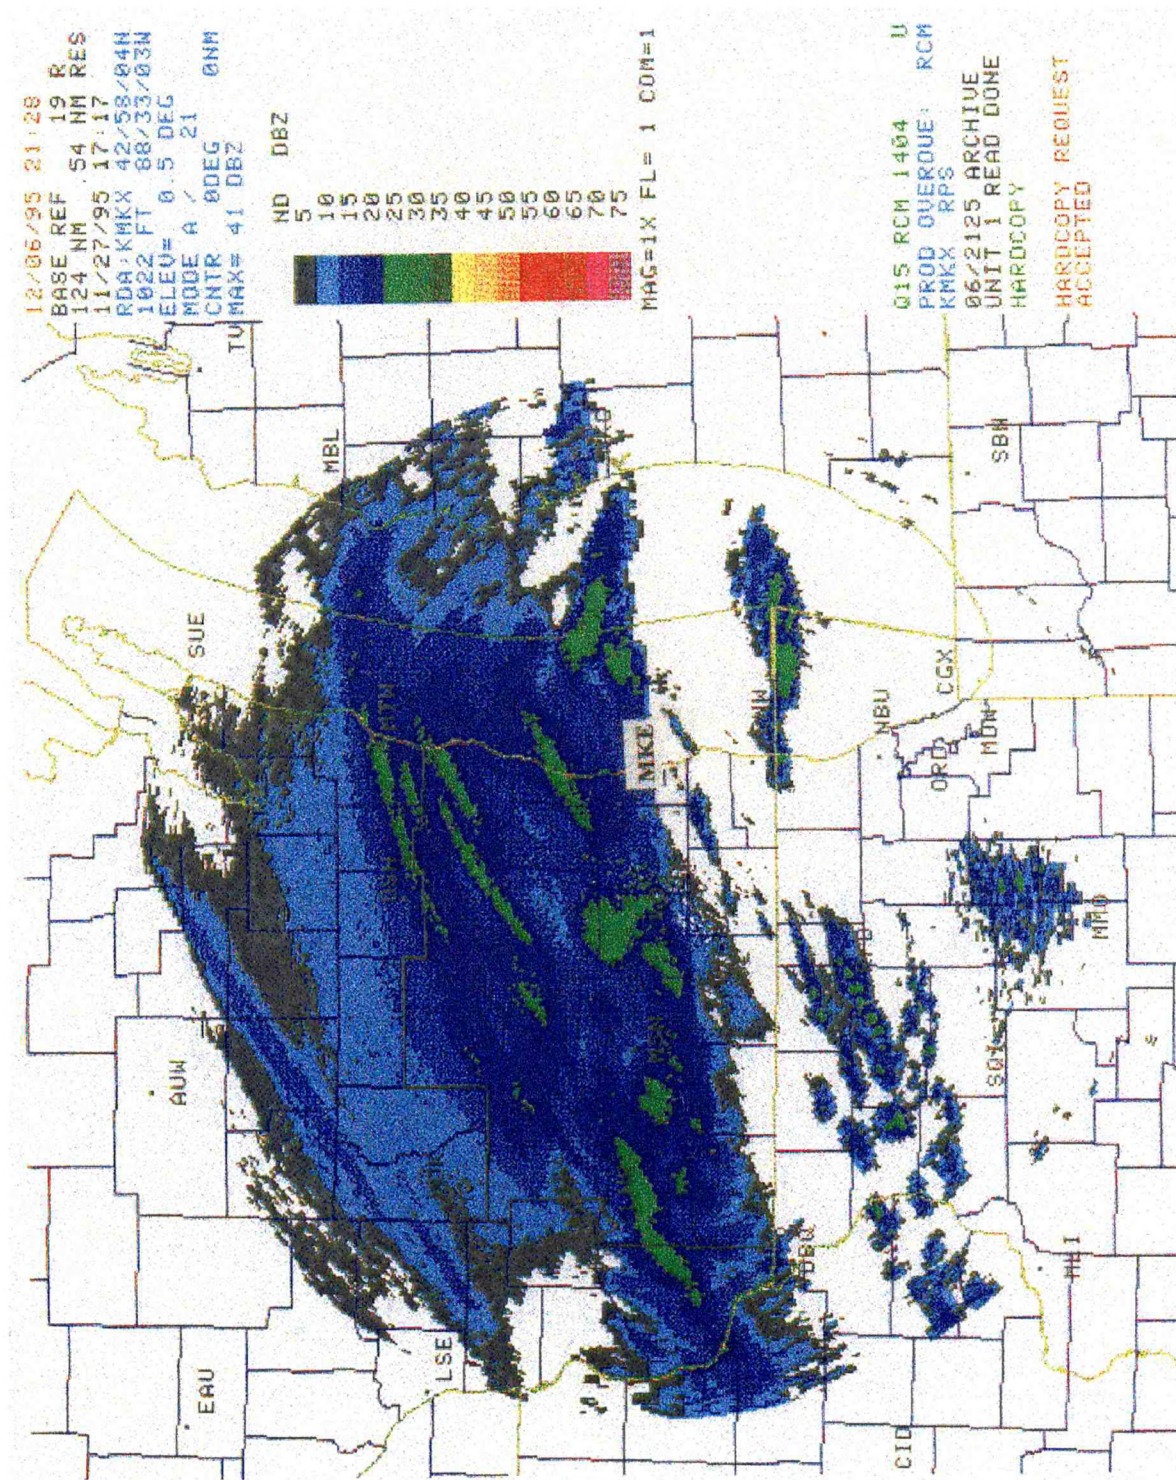 12/06/95 21:28
BASE REF 19 R
124 NM .54 NM RES
11/27/95 17:17
RDA:KMKX 42/58/04N
1022 FT 88/33/03W
ELEV= 0.5 DEG
MODE A / 21
CNTR 0DEG 0NM
MAX= 41 DBZ
ND DBZ
5
10
15
20
25
30
35
40
45
50
55
60
65
70
75
MAG=1X FL= 1 COM=1
Q15 RCM 1404 U
PROD OVERDUE: RCM
KMKX RPS
06/2125 ARCHIVE
UNIT 1 READ DONE
HARDCOPY
HARDCOPY REQUEST
ACCEPTED
EAU
AUW
SUE
TV
MBL
LSE
MTW
MKE
MSN
DBQ
NBU
CID
ORD
CGX
MDW
SBN
SQI
MLI
MMO